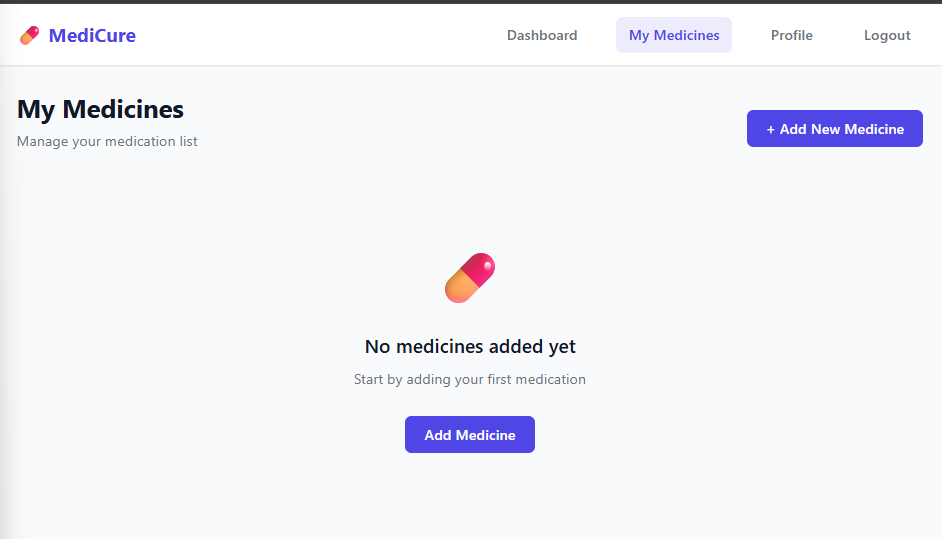 MediCure
Dashboard
My Medicines
Profile
Logout
My Medicines
Manage your medication list
+ Add New Medicine
No medicines added yet
Start by adding your first medication
Add Medicine